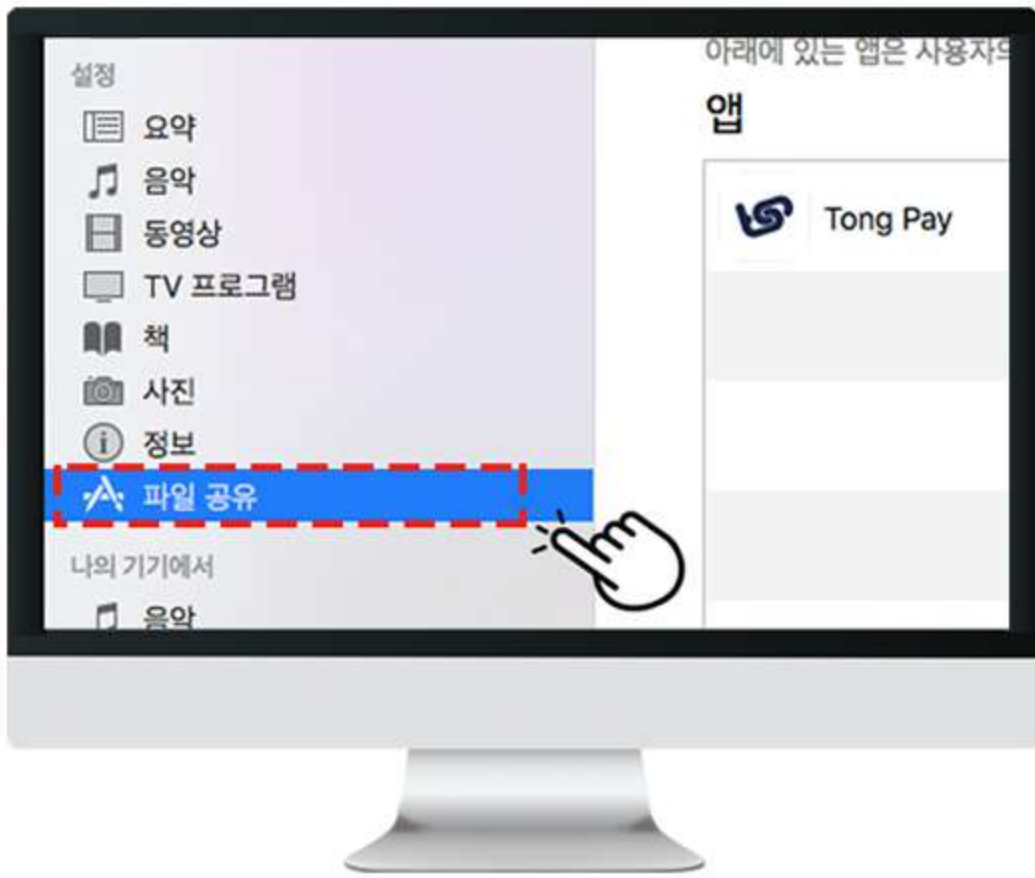 설정
요약
음악
동영상
TV 프로그램
책
사진
정보
파일 공유
나의 기기에서
음악
아래에 있는 앱은 사용자의
앱
Tong Pay